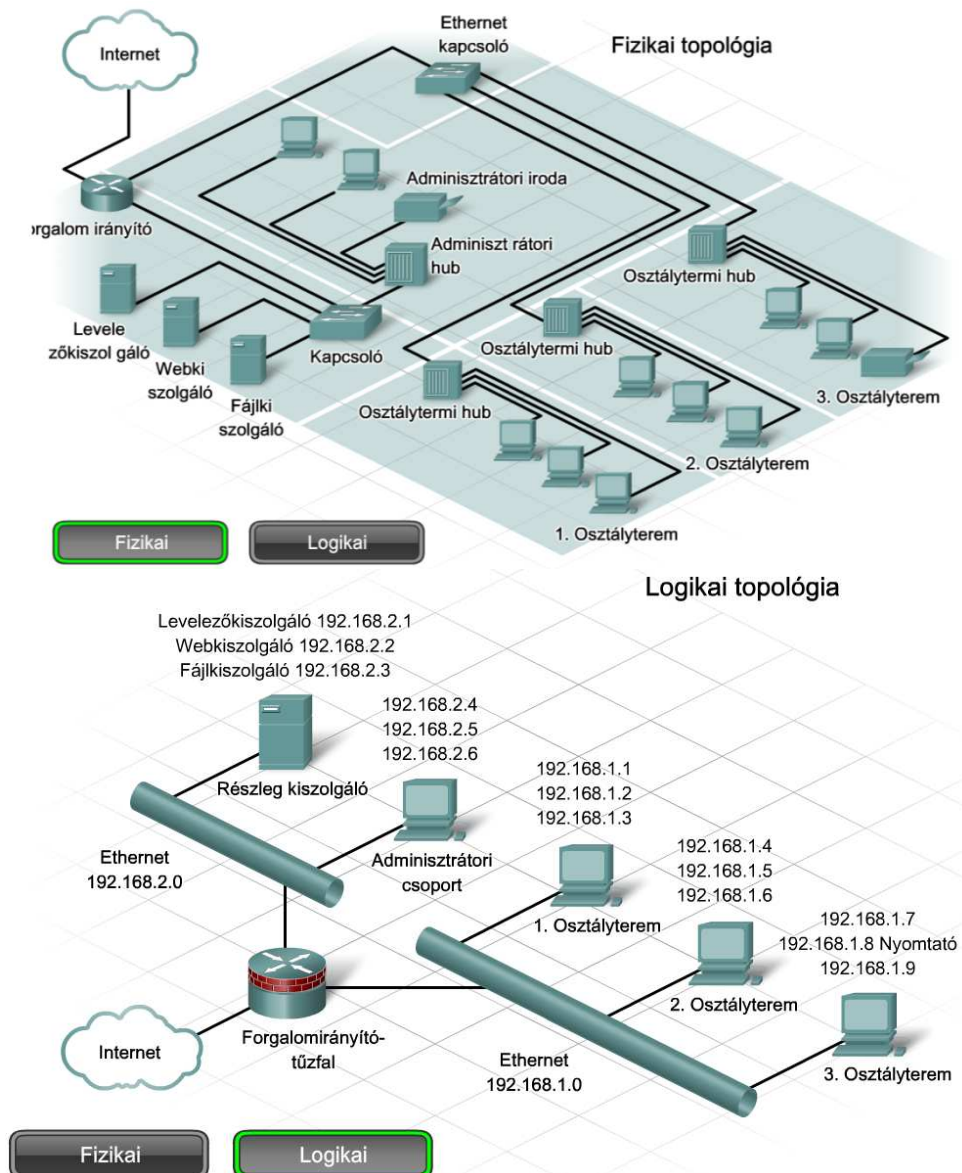 Ethernet
kapcsoló
Fizikai topológia
Internet
Adminisztrátori iroda
orgalom irányító
Adminiszt rátori
hub
Osztálytermi hub
Levele
zőkiszol gáló
Webki
szolgáló
Fájlki
szolgáló
Kapcsoló
Osztálytermi hub
Osztálytermi hub
3. Osztályterem
2. Osztályterem
1. Osztályterem
Fizikai
Logikai
Logikai topológia
Levelezőkiszolgáló 192.168.2.1
Webkiszolgáló 192.168.2.2
Fájlkiszolgáló 192.168.2.3
192.168.2.4
192.168.2.5
192.168.2.6
Részleg kiszolgáló
192.168.1.1
192.168.1.2
192.168.1.3
Ethernet
192.168.2.0
Adminisztrátori
csoport
192.168.1.4
192.168.1.5
192.168.1.6
1. Osztályterem
192.168.1.7
192.168.1.8 Nyomtató
192.168.1.9
2. Osztályterem
Internet
Forgalomirányító-
tűzfal
Ethernet
192.168.1.0
3. Osztályterem
Fizikai
Logikai